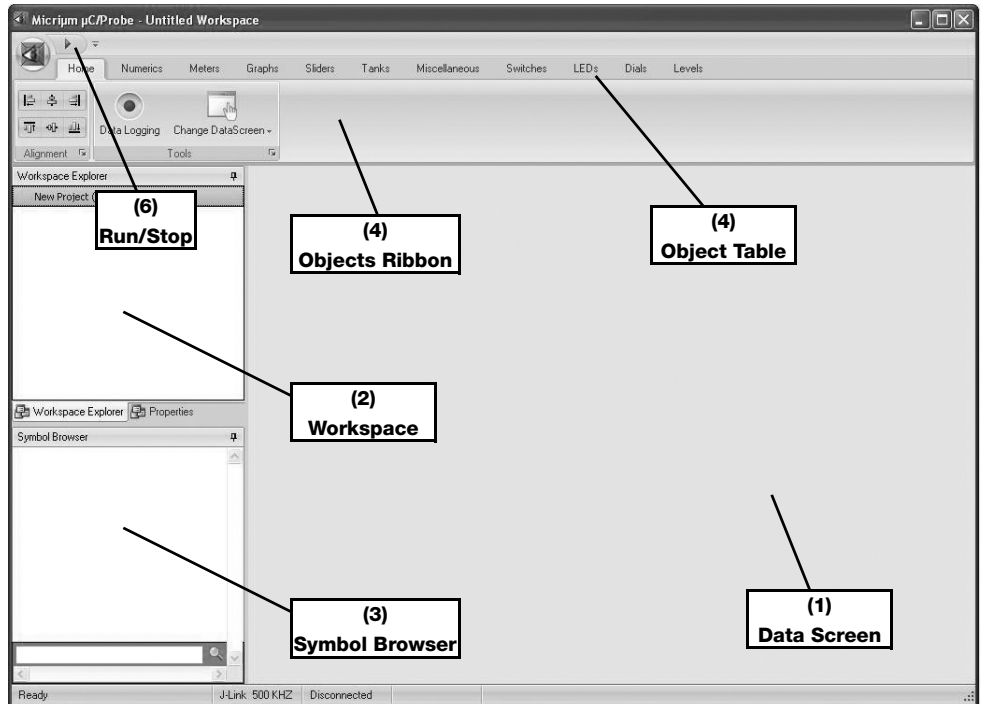 Micriμm μC/Probe - Untitled Workspace
Home Numerics Meters Graphs Sliders Tanks Miscellaneous Switches LEDs Dials Levels
Data Logging Change DataScreen
Alignment Tools
Workspace Explorer
New Project (
(6)
Run/Stop
(4)
Objects Ribbon
(4)
Object Table
(2)
Workspace
Workspace Explorer Properties
Symbol Browser
(3)
Symbol Browser
(1)
Data Screen
Ready J-Link 500 KHZ Disconnected